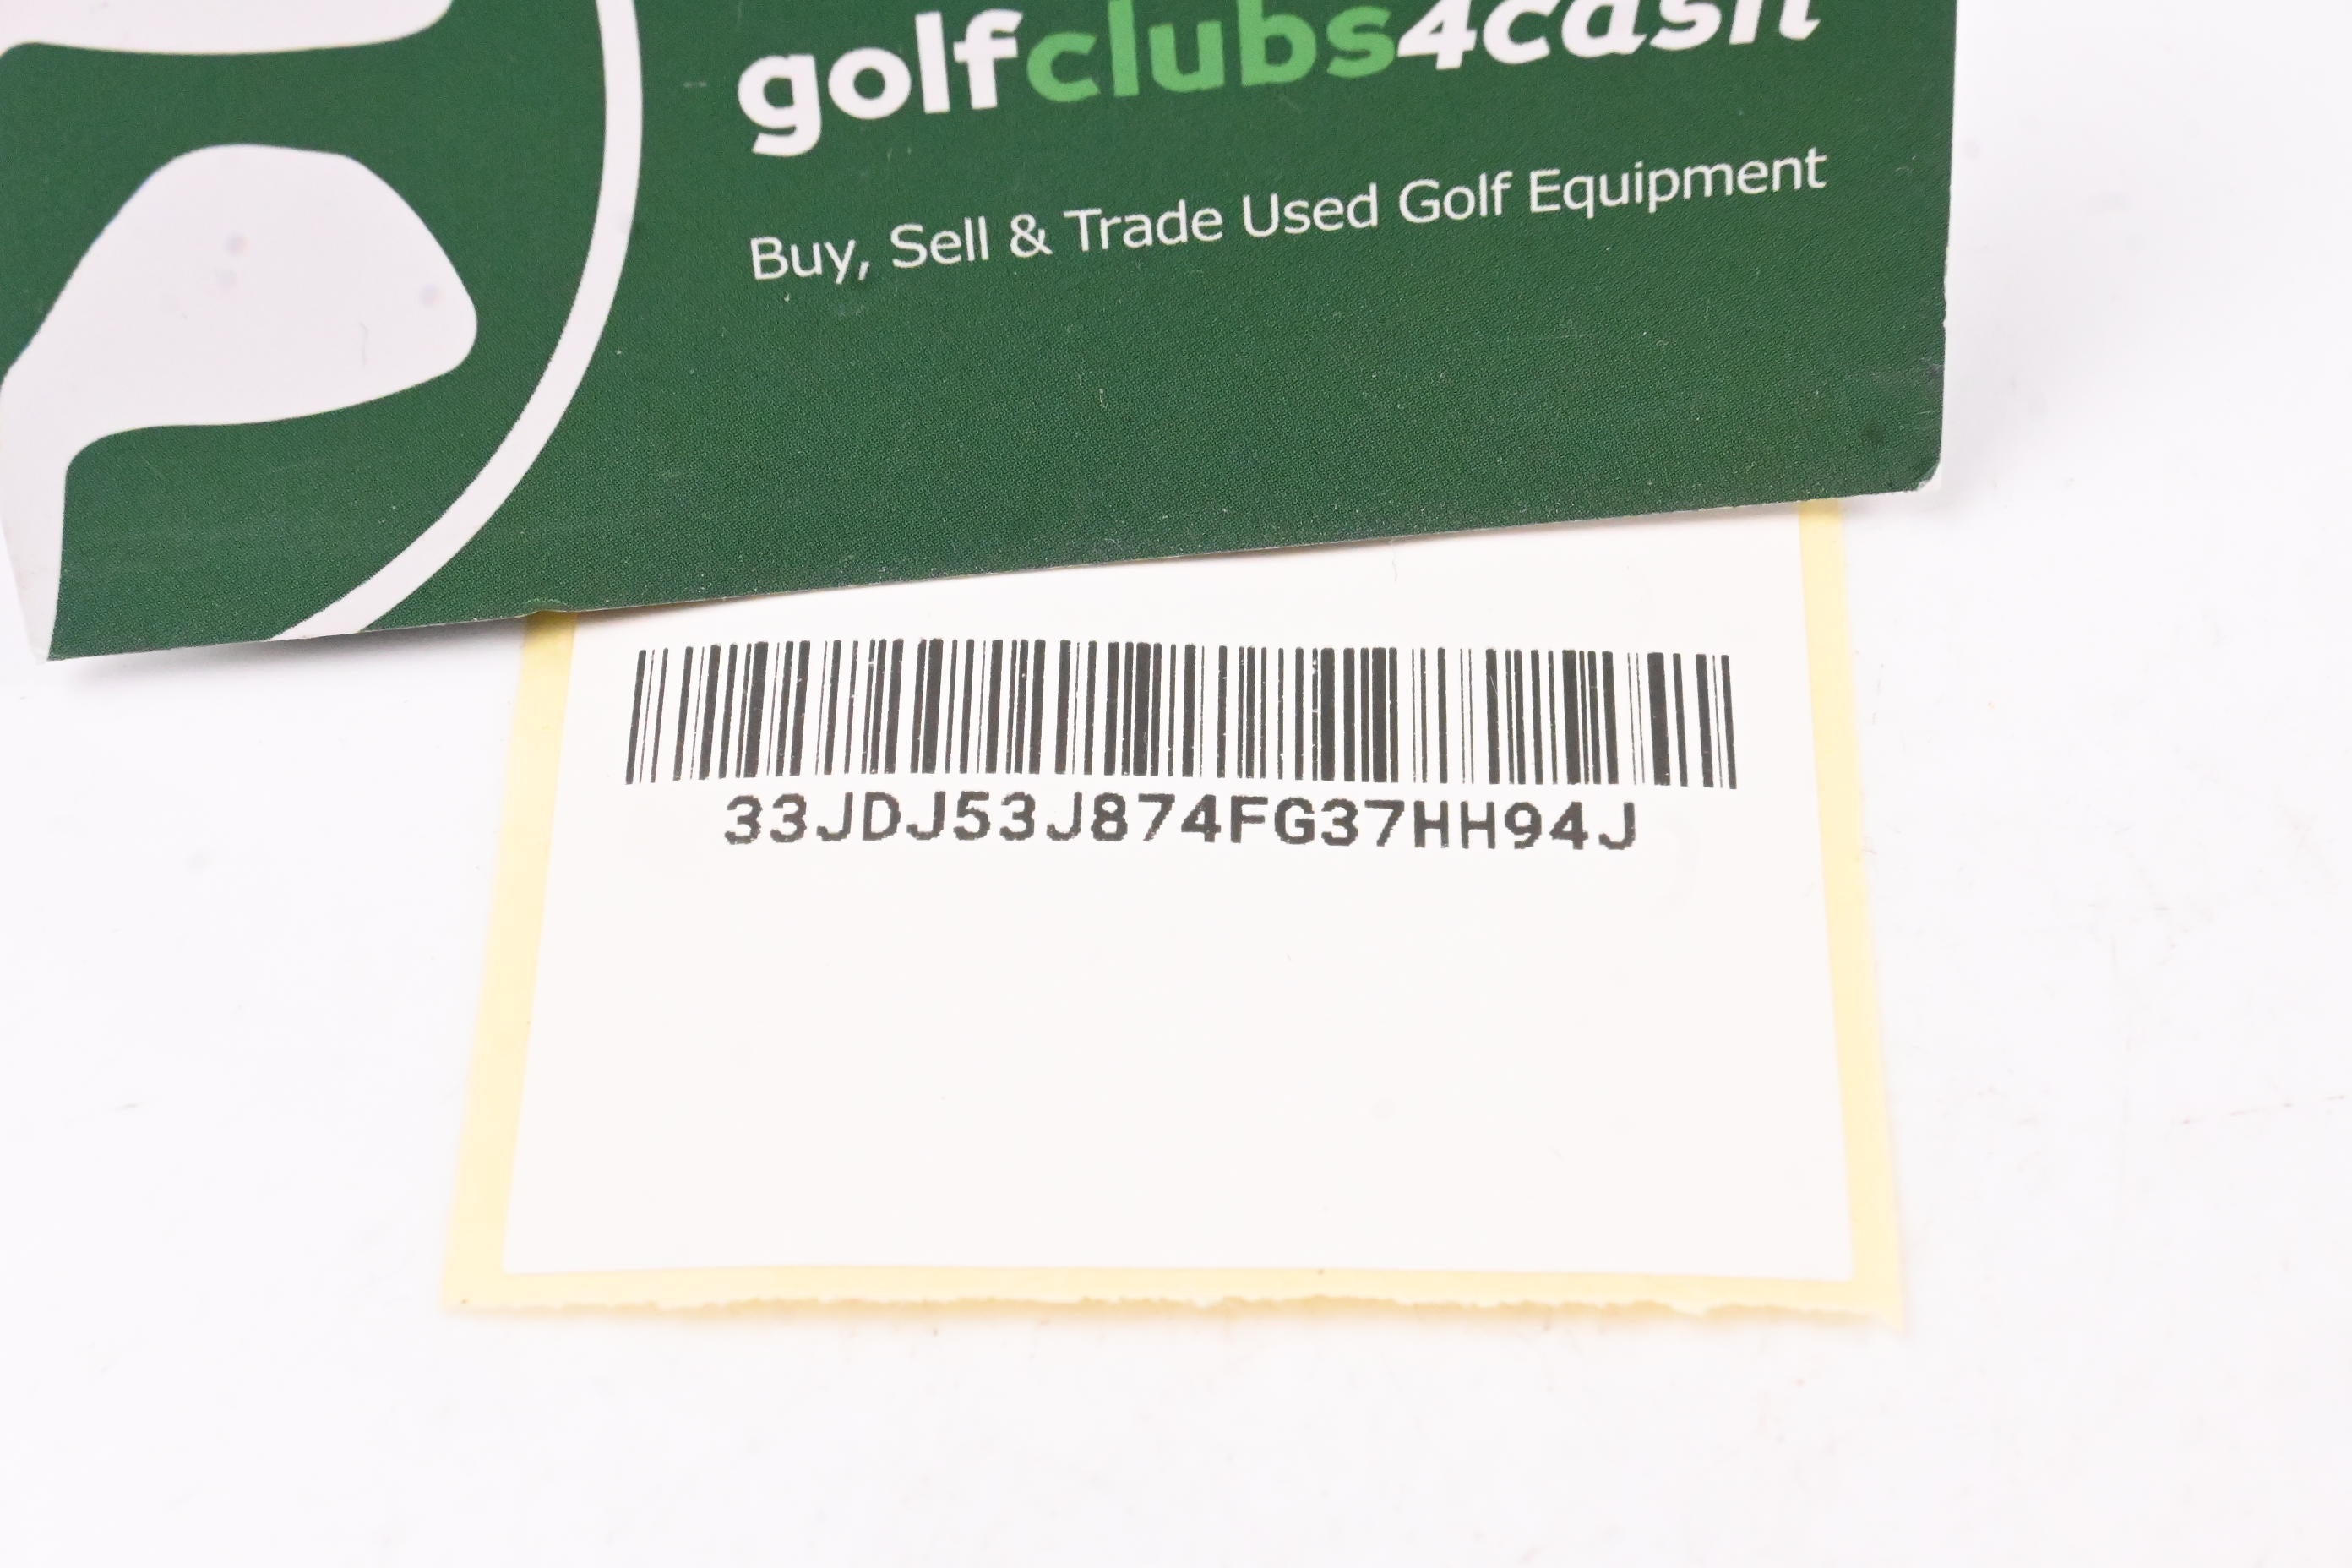 golfclubs4cash
Buy, Sell & Trade Used Golf Equipment
33JDJ53J874FG37HH94J